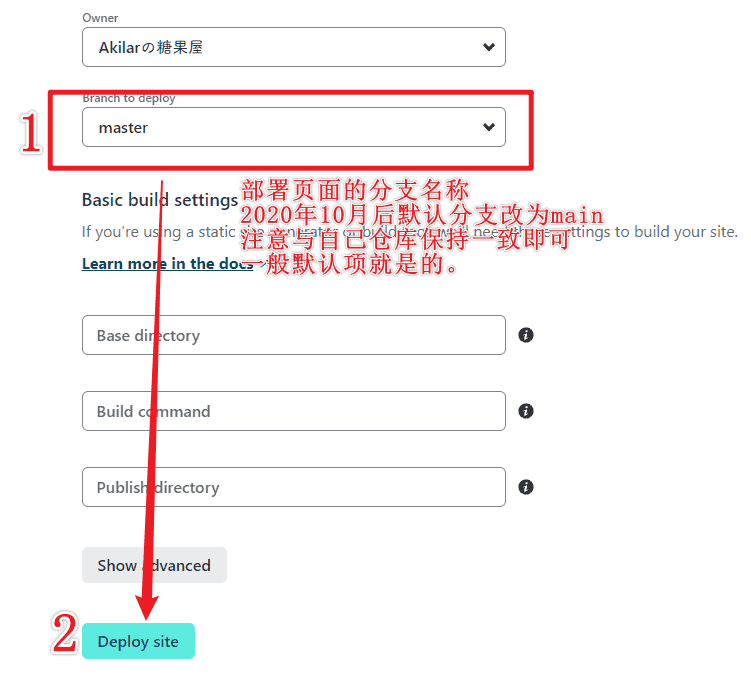 Owner
Akilarの糖果屋
Branch to deploy
1
master
Basic build settings
部署页面的分支名称
2020年10月后默认分支改为main
注意与自己仓库保持一致即可
一般默认项就是的。
If you’re using a static settings to build your site.
Learn more in the docs
Base directory
Build command
Publish directory
Show advanced
2
Deploy site